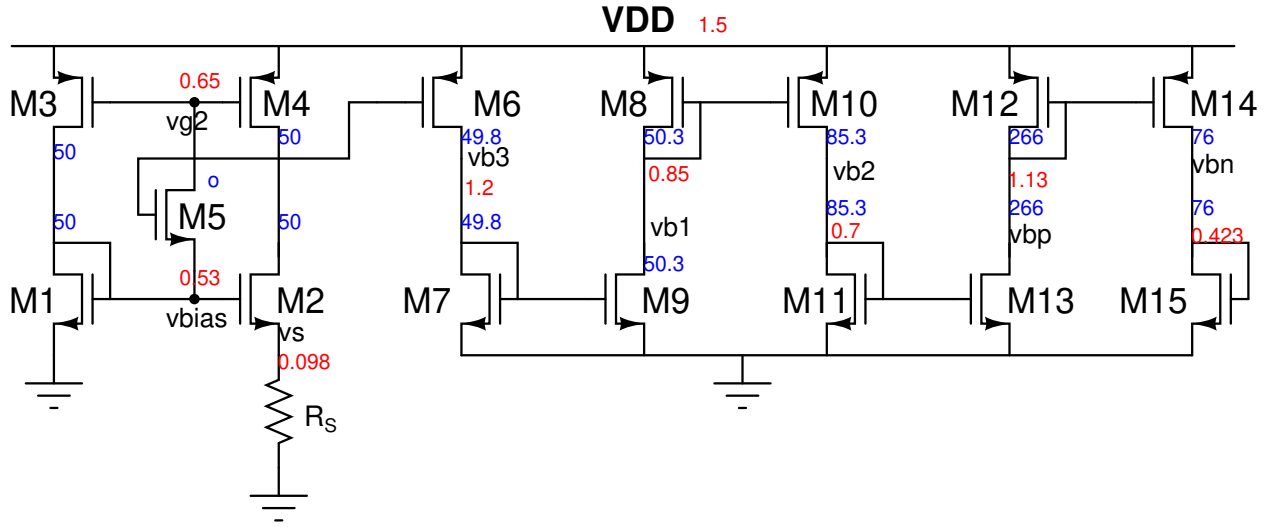 VDD 1.5
M3 0.65 M4 M6 M8 M10 M12 M14
vg2
50 50 49.8 50.3 85.3 266 76
vb3 0.85 vb2 1.13 vbn
o 1.2
M5
50 50 49.8 vb1 85.3 266 76
0.7 vbp 0.423
0.53 50.3
M1 M2 M7 M9 M11 M13 M15
vbias vs
0.098
RS